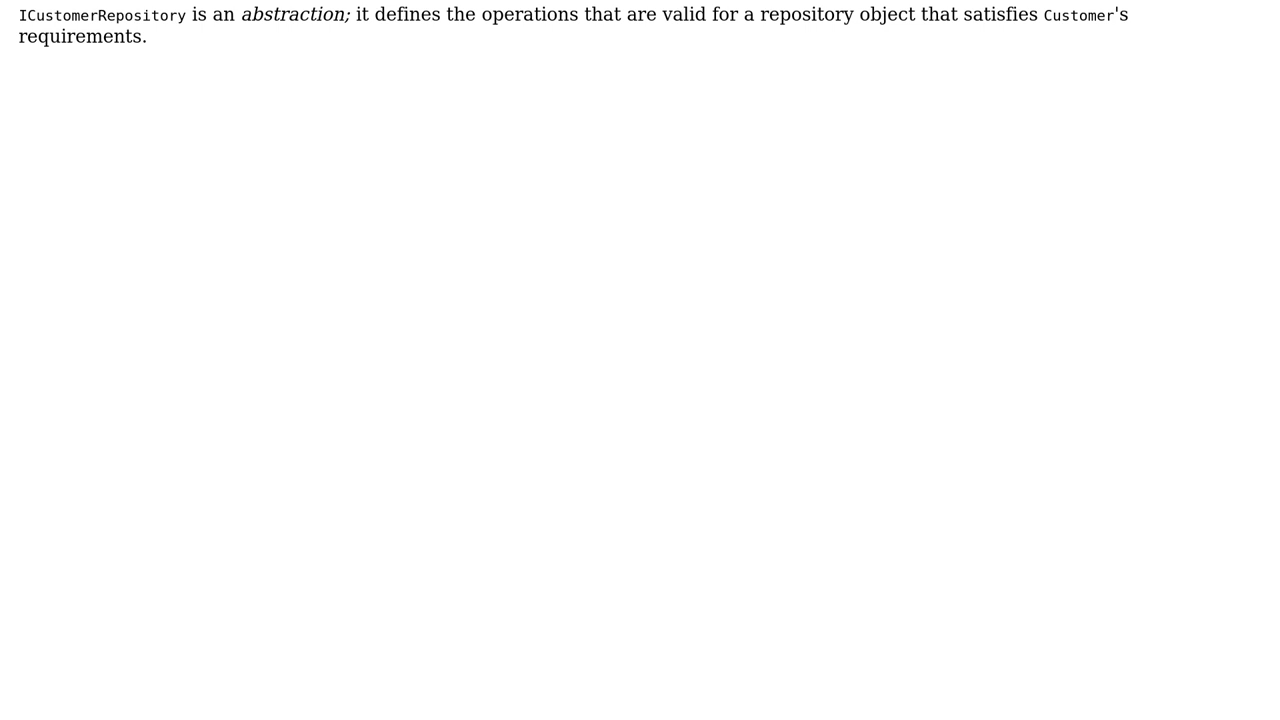 ICustomerRepository is an abstraction; it defines the operations that are valid for a repository object that satisfies Customer's
requirements.